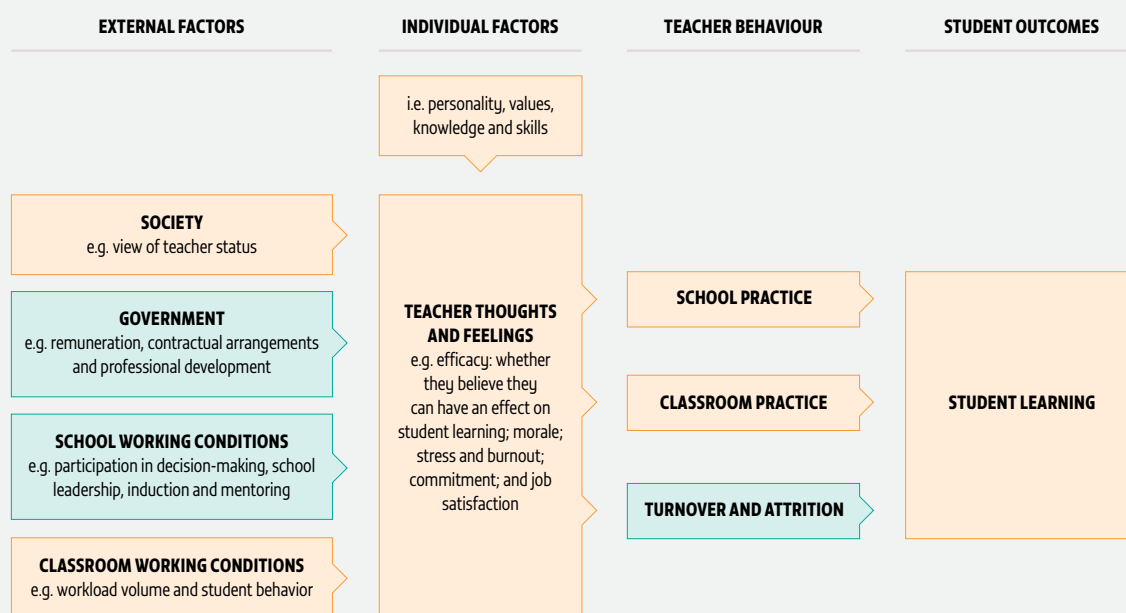 EXTERNAL FACTORS
INDIVIDUAL FACTORS
TEACHER BEHAVIOUR
STUDENT OUTCOMES
i.e. personality, values,
knowledge and skills
SOCIETY
e.g. view of teacher status
GOVERNMENT
e.g. remuneration, contractual arrangements
and professional development
SCHOOL WORKING CONDITIONS
e.g. participation in decision-making, school
leadership, induction and mentoring
CLASSROOM WORKING CONDITIONS
e.g. workload volume and student behavior
TEACHER THOUGHTS
AND FEELINGS
e.g. efficacy: whether
they believe they
can have an effect on
student learning; morale;
stress and burnout;
commitment; and job
satisfaction
SCHOOL PRACTICE
CLASSROOM PRACTICE
TURNOVER AND ATTRITION
STUDENT LEARNING